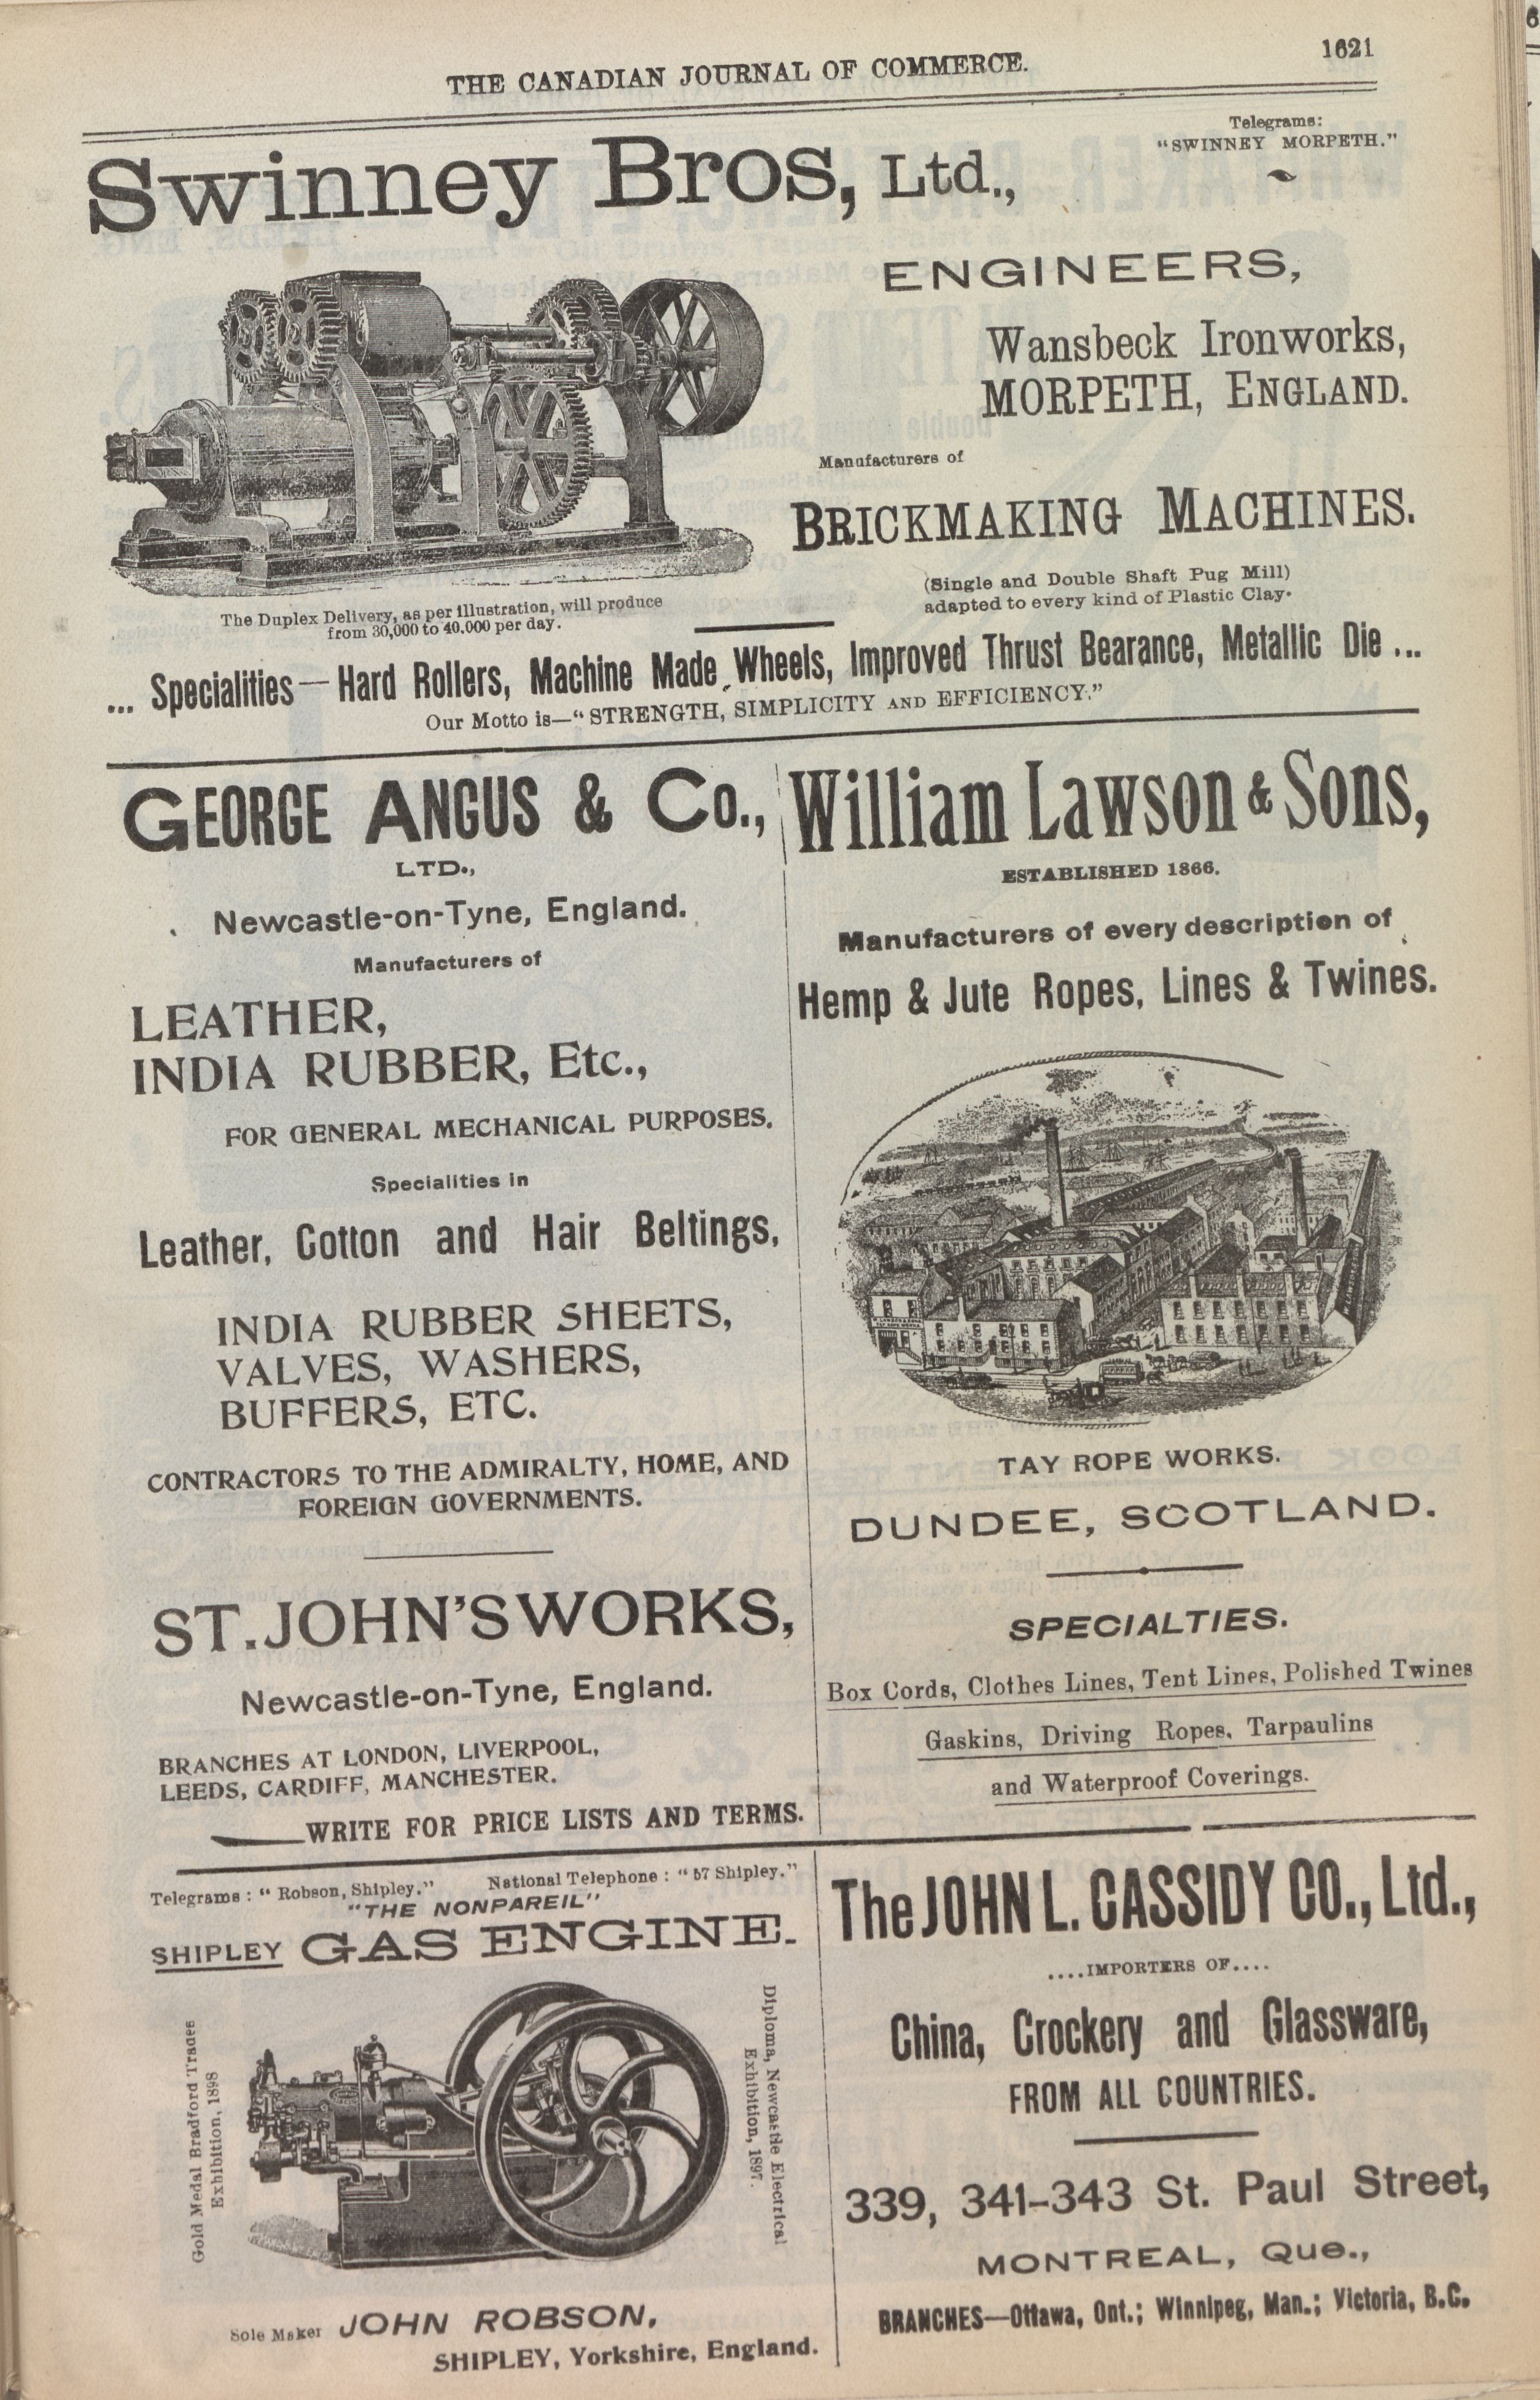 THE CANADIAN JOURNAL OF COMMERCE.
1621
Swinney Bros, Ltd.,
Telegrams:
"SWINNEY MORPETH."
ENGINEERS,
Wansbeck Ironworks,
MORPETH, ENGLAND.
Manufacturers of
BRICKMAKING MACHINES.
(Single and Double Shaft Pug Mill)
adapted to every kind of Plastic Clay.
The Duplex Delivery, as per illustration, will produce
from 30,000 to 40,000 per day.
... Specialities—Hard Rollers, Machine Made Wheels, Improved Thrust Bearance, Metallic Die ...
Our Motto is—"STRENGTH, SIMPLICITY AND EFFICIENCY."
GEORGE ANGUS & Co.,
LTD.,
Newcastle-on-Tyne, England.
Manufacturers of
LEATHER,
INDIA RUBBER, Etc.,
FOR GENERAL MECHANICAL PURPOSES.
Specialities in
Leather, Cotton and Hair Beltings,
INDIA RUBBER SHEETS,
VALVES, WASHERS,
BUFFERS, ETC.
CONTRACTORS TO THE ADMIRALTY, HOME, AND
FOREIGN GOVERNMENTS.
ST. JOHN'S WORKS,
Newcastle-on-Tyne, England.
BRANCHES AT LONDON, LIVERPOOL,
LEEDS, CARDIFF, MANCHESTER.
WRITE FOR PRICE LISTS AND TERMS.
William Lawson & Sons,
ESTABLISHED 1866.
Manufacturers of every description of
Hemp & Jute Ropes, Lines & Twines.
TAY ROPE WORKS.
DUNDEE, SCOTLAND.
SPECIALTIES.
Box Cords, Clothes Lines, Tent Lines, Polished Twines
Gaskins, Driving Ropes, Tarpaulins
and Waterproof Coverings.
Telegrams: "Robson, Shipley." National Telephone: "57 Shipley."
"THE NONPAREIL"
SHIPLEY GAS ENGINE.
Gold Medal Bradford Trades
Exhibition, 1898
Diploma, Newcastle Electrical
Exhibition, 1897.
Sole Maker JOHN ROBSON,
SHIPLEY, Yorkshire, England.
The JOHN L. CASSIDY CO., Ltd.,
....IMPORTERS OF....
China, Crockery and Glassware,
FROM ALL COUNTRIES.
339, 341-343 St. Paul Street,
MONTREAL, Que.,
BRANCHES—Ottawa, Ont.; Winnipeg, Man.; Victoria, B.C.